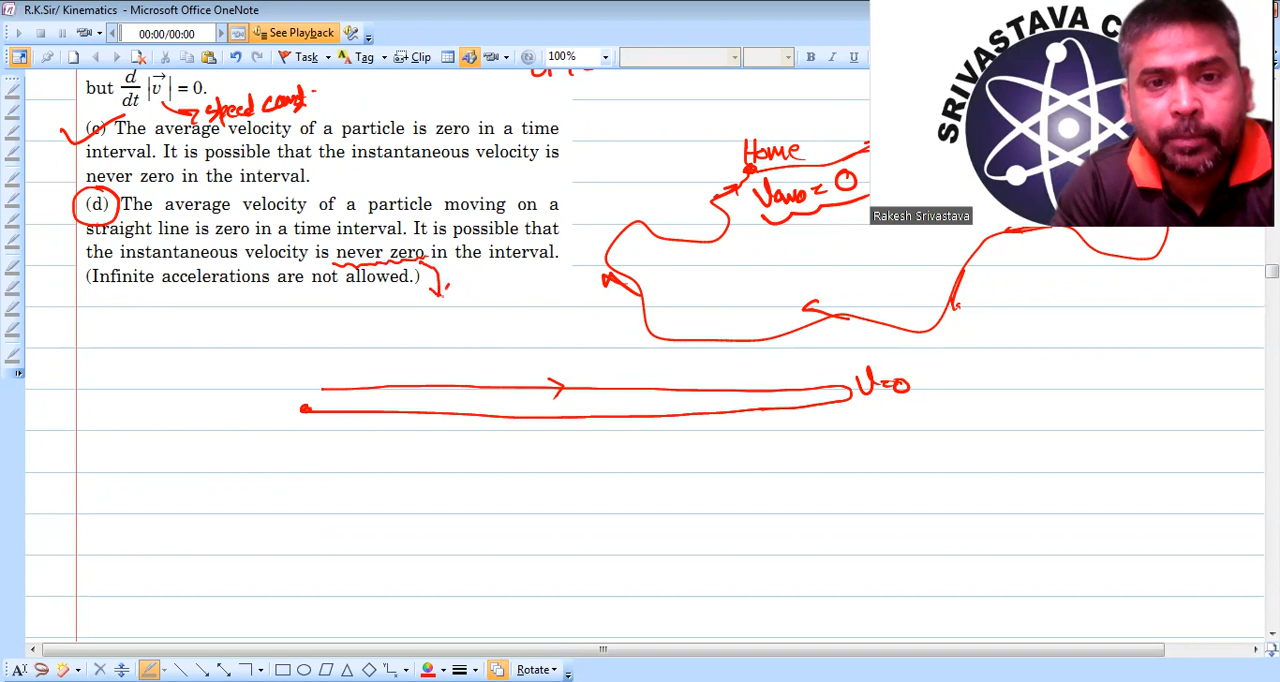 R.K.Sir/ Kinematics - Microsoft Office OneNote
00:00/00:00
See Playback
Task
Tag
Clip
100%
B I U
but d/dt |v⃗| = 0.
speed const
(c) The average velocity of a particle is zero in a time
interval. It is possible that the instantaneous velocity is
never zero in the interval.
(d) The average velocity of a particle moving on a
straight line is zero in a time interval. It is possible that
the instantaneous velocity is never zero in the interval.
(Infinite accelerations are not allowed.)
Home
= 0
SRIVASTAVA
Rakesh Srivastava
V=0
Rotate